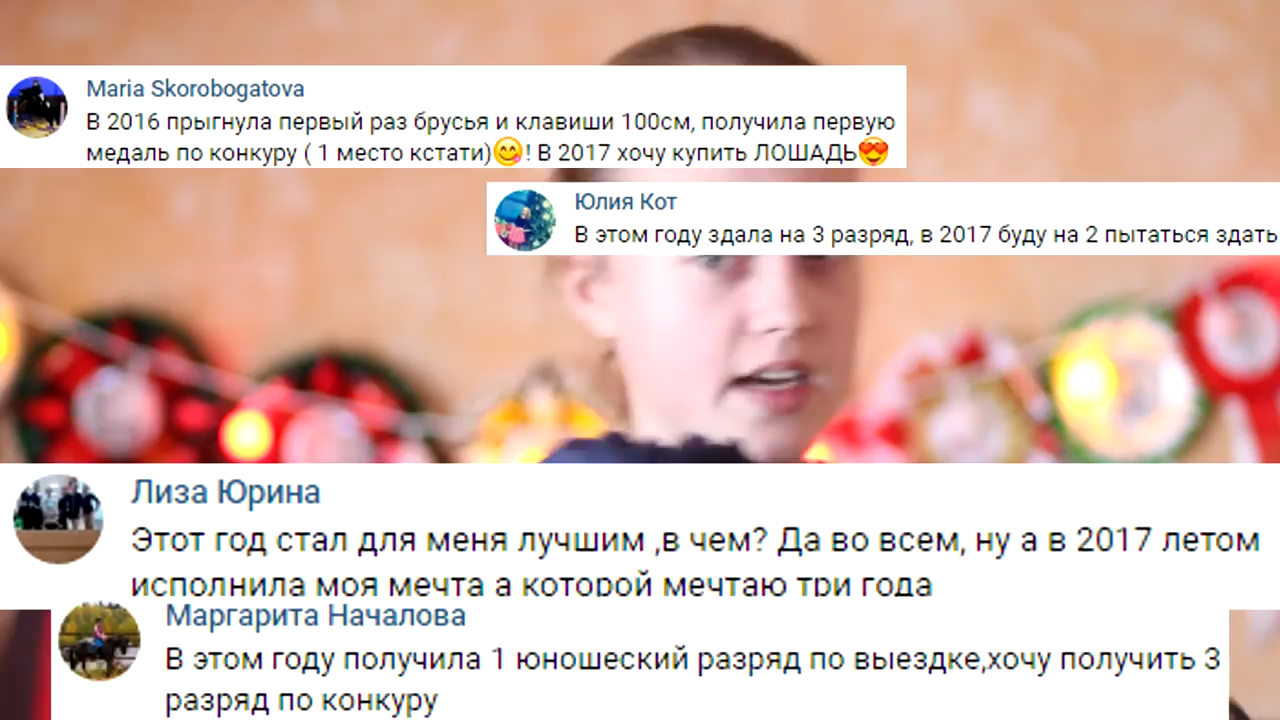 Maria Skorobogatova
В 2016 прыгнула первый раз брусья и клавиши 100см, получила первую
медаль по конкуру ( 1 место кстати)😋! В 2017 хочу купить ЛОШАДЬ😍
Юлия Кот
В этом году здала на 3 разряд, в 2017 буду на 2 пытаться здать
Лиза Юрина
Этот год стал для меня лучшим ,в чем? Да во всем, ну а в 2017 летом
исполнила моя мечта а которой мечтаю три года
Маргарита Началова
В этом году получила 1 юношеский разряд по выездке,хочу получить 3
разряд по конкуру